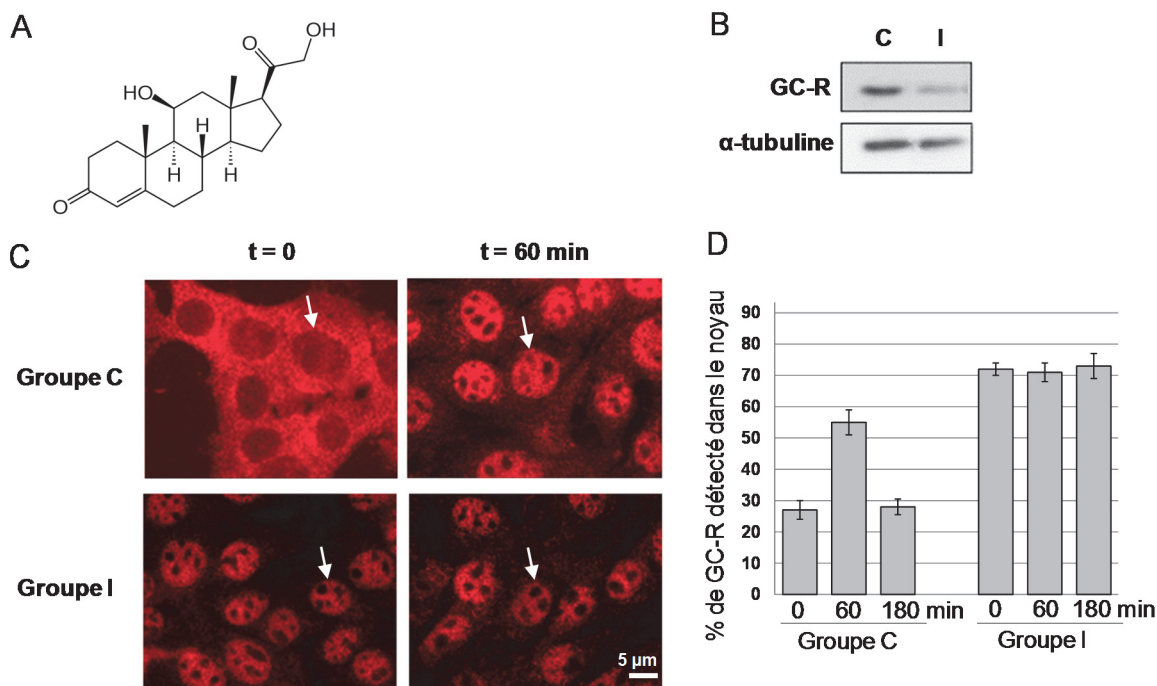 A
O
OH
HO
H
H
H
O
B
C I
GC-R
α-tubuline
C
t = 0
t = 60 min
Groupe C
Groupe I
5 µm
D
% de GC-R détecté dans le noyau
90
80
70
60
50
40
30
20
10
0
0 60 180 min
Groupe C
0 60 180 min
Groupe I